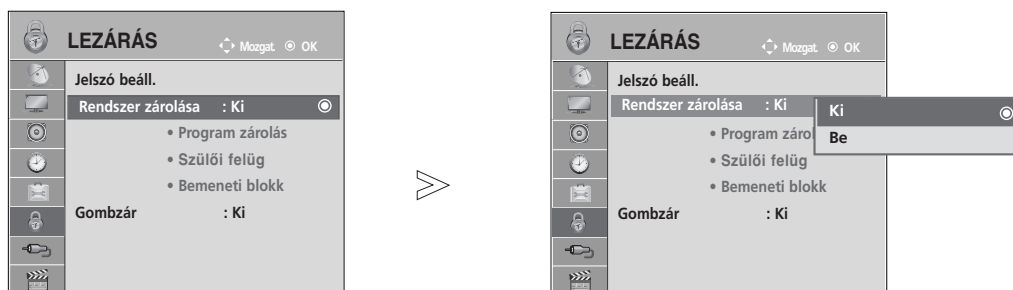 LEZÁRÁS
Mozgat OK
Jelszó beáll.
Rendszer zárolása : Ki
• Program zárolás
• Szülői felüg
• Bemeneti blokk
Gombzár : Ki
LEZÁRÁS
Mozgat OK
Jelszó beáll.
Rendszer zárolása : Ki
• Program zárol
• Szülői felüg
• Bemeneti blokk
Gombzár : Ki
Ki
Be